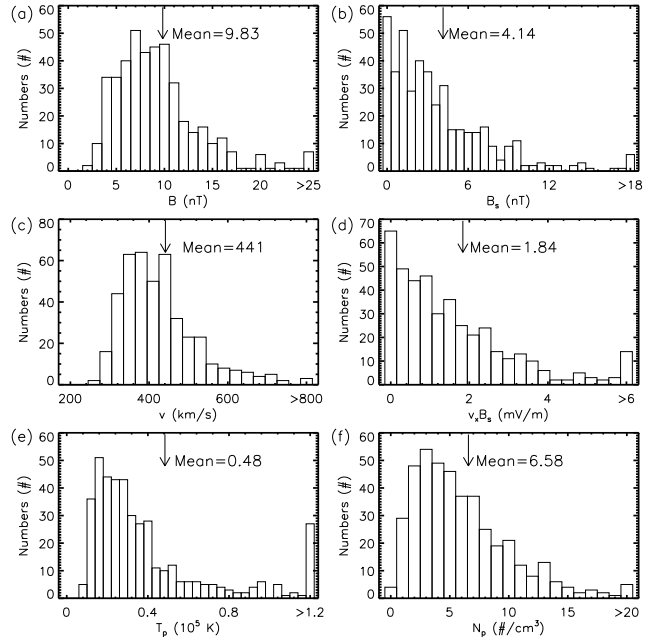 (a)
Mean=9.83
Numbers (#)
60
50
40
30
20
10
0
0 5 10 15 20 >25
B (nT)
(b)
Mean=4.14
Numbers (#)
60
50
40
30
20
10
0
0 6 12 >18
Bs (nT)
(c)
Mean=441
Numbers (#)
80
60
40
20
0
200 400 600 >800
v (km/s)
(d)
Mean=1.84
Numbers (#)
70
60
50
40
30
20
10
0
0 2 4 >6
vxBs (mV/m)
(e)
Mean=0.48
Numbers (#)
60
50
40
30
20
10
0
0 0.4 0.8 >1.2
Tp (10⁵ K)
(f)
Mean=6.58
Numbers (#)
60
50
40
30
20
10
0
0 5 10 15 >20
Np (#/cm³)